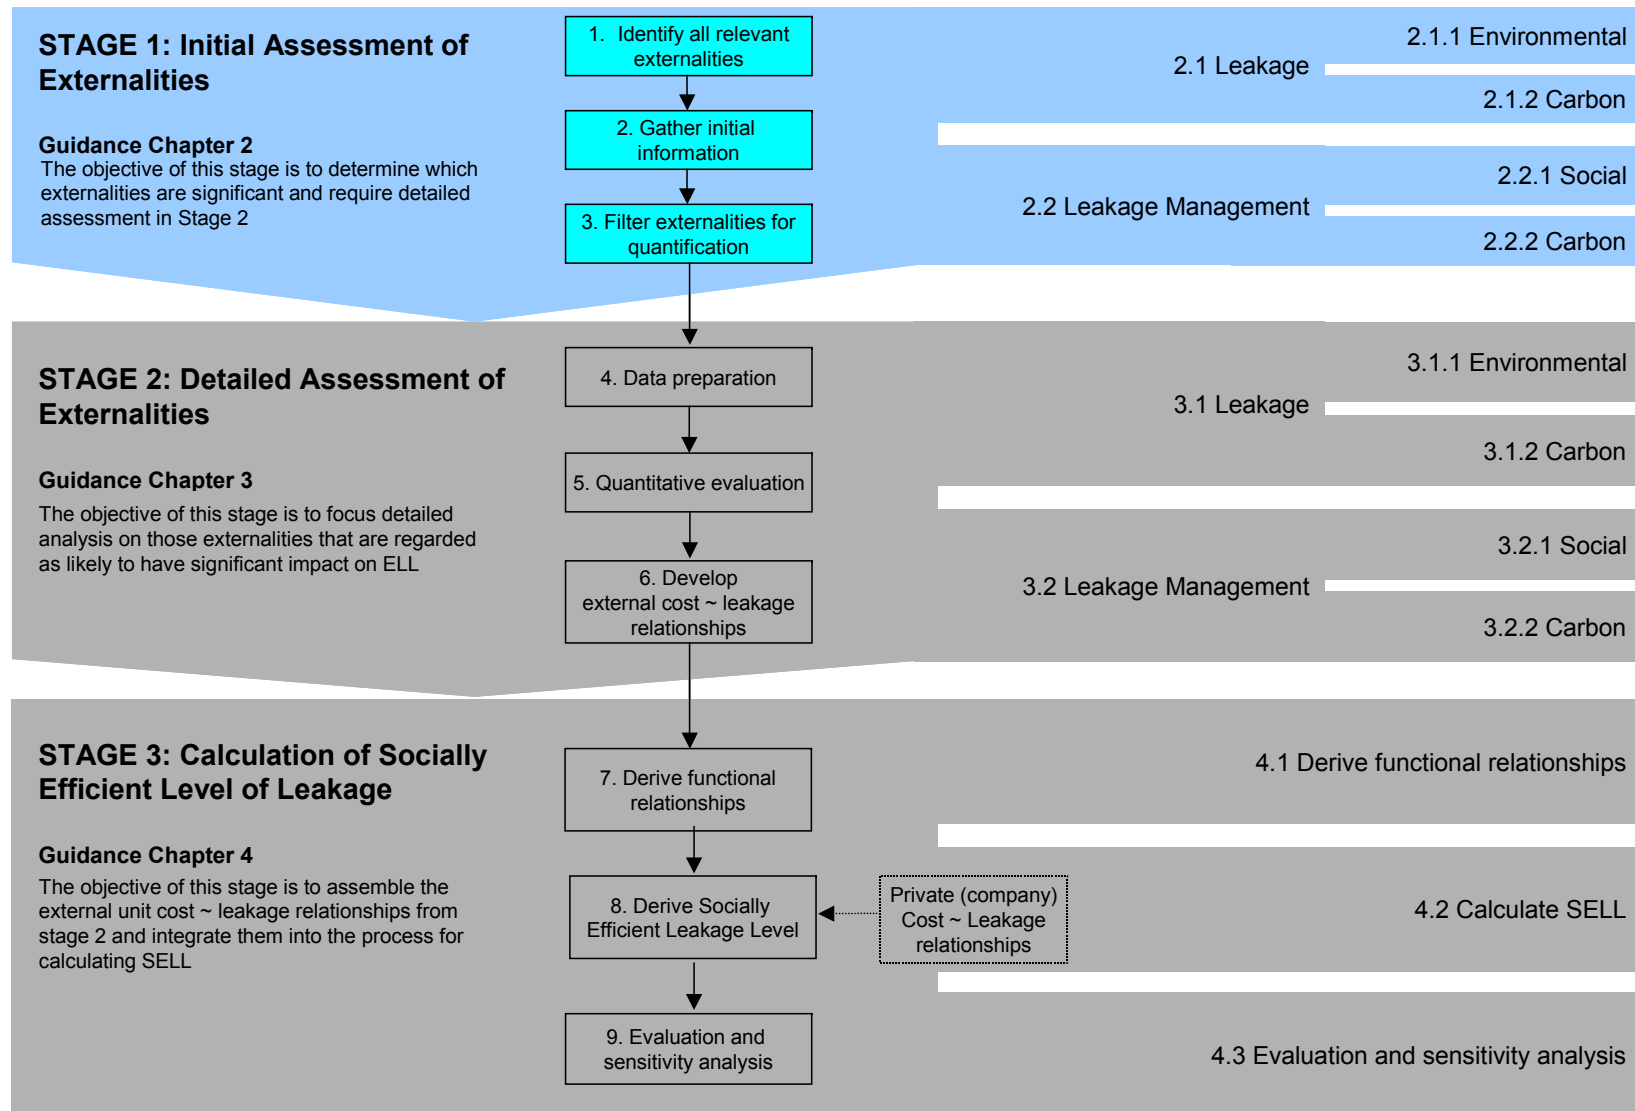 STAGE 1: Initial Assessment of
Externalities
Guidance Chapter 2
The objective of this stage is to determine which
externalities are significant and require detailed
assessment in Stage 2
1. Identify all relevant
externalities
2. Gather initial
information
3. Filter externalities for
quantification
2.1 Leakage
2.1.1 Environmental
2.1.2 Carbon
2.2 Leakage Management
2.2.1 Social
2.2.2 Carbon
STAGE 2: Detailed Assessment of
Externalities
Guidance Chapter 3
The objective of this stage is to focus detailed
analysis on those externalities that are regarded
as likely to have significant impact on ELL
4. Data preparation
5. Quantitative evaluation
6. Develop
external cost ~ leakage
relationships
3.1 Leakage
3.1.1 Environmental
3.1.2 Carbon
3.2 Leakage Management
3.2.1 Social
3.2.2 Carbon
STAGE 3: Calculation of Socially
Efficient Level of Leakage
Guidance Chapter 4
The objective of this stage is to assemble the
external unit cost ~ leakage relationships from
stage 2 and integrate them into the process for
calculating SELL
7. Derive functional
relationships
8. Derive Socially
Efficient Leakage Level
Private (company)
Cost ~ Leakage
relationships
9. Evaluation and
sensitivity analysis
4.1 Derive functional relationships
4.2 Calculate SELL
4.3 Evaluation and sensitivity analysis